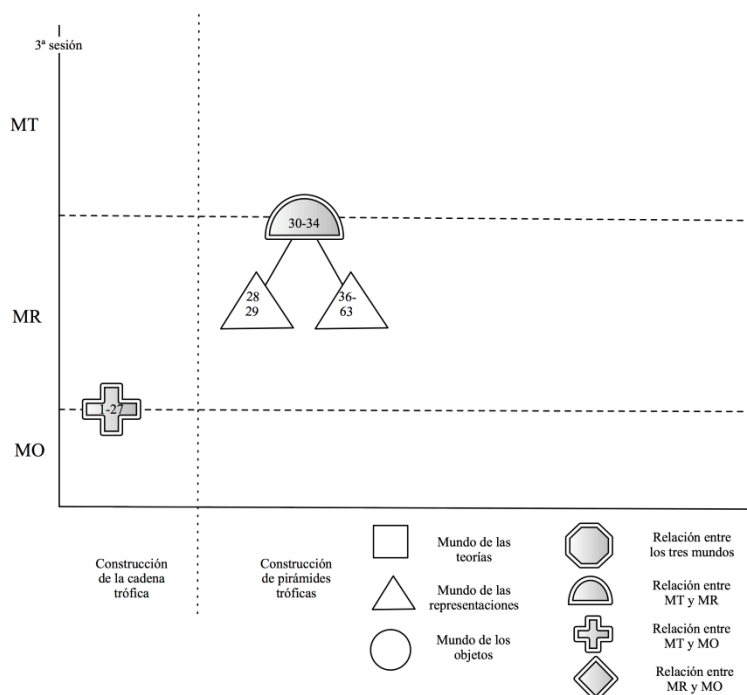 3ª sesión
MT
30-34
28
29
36-
63
MR
1-27
MO
Construcción
de la cadena
trófica
Construcción
de pirámides
tróficas
Mundo de las
teorías
Mundo de las
representaciones
Mundo de los
objetos
Relación entre
los tres mundos
Relación entre
MT y MR
Relación entre
MT y MO
Relación entre
MR y MO